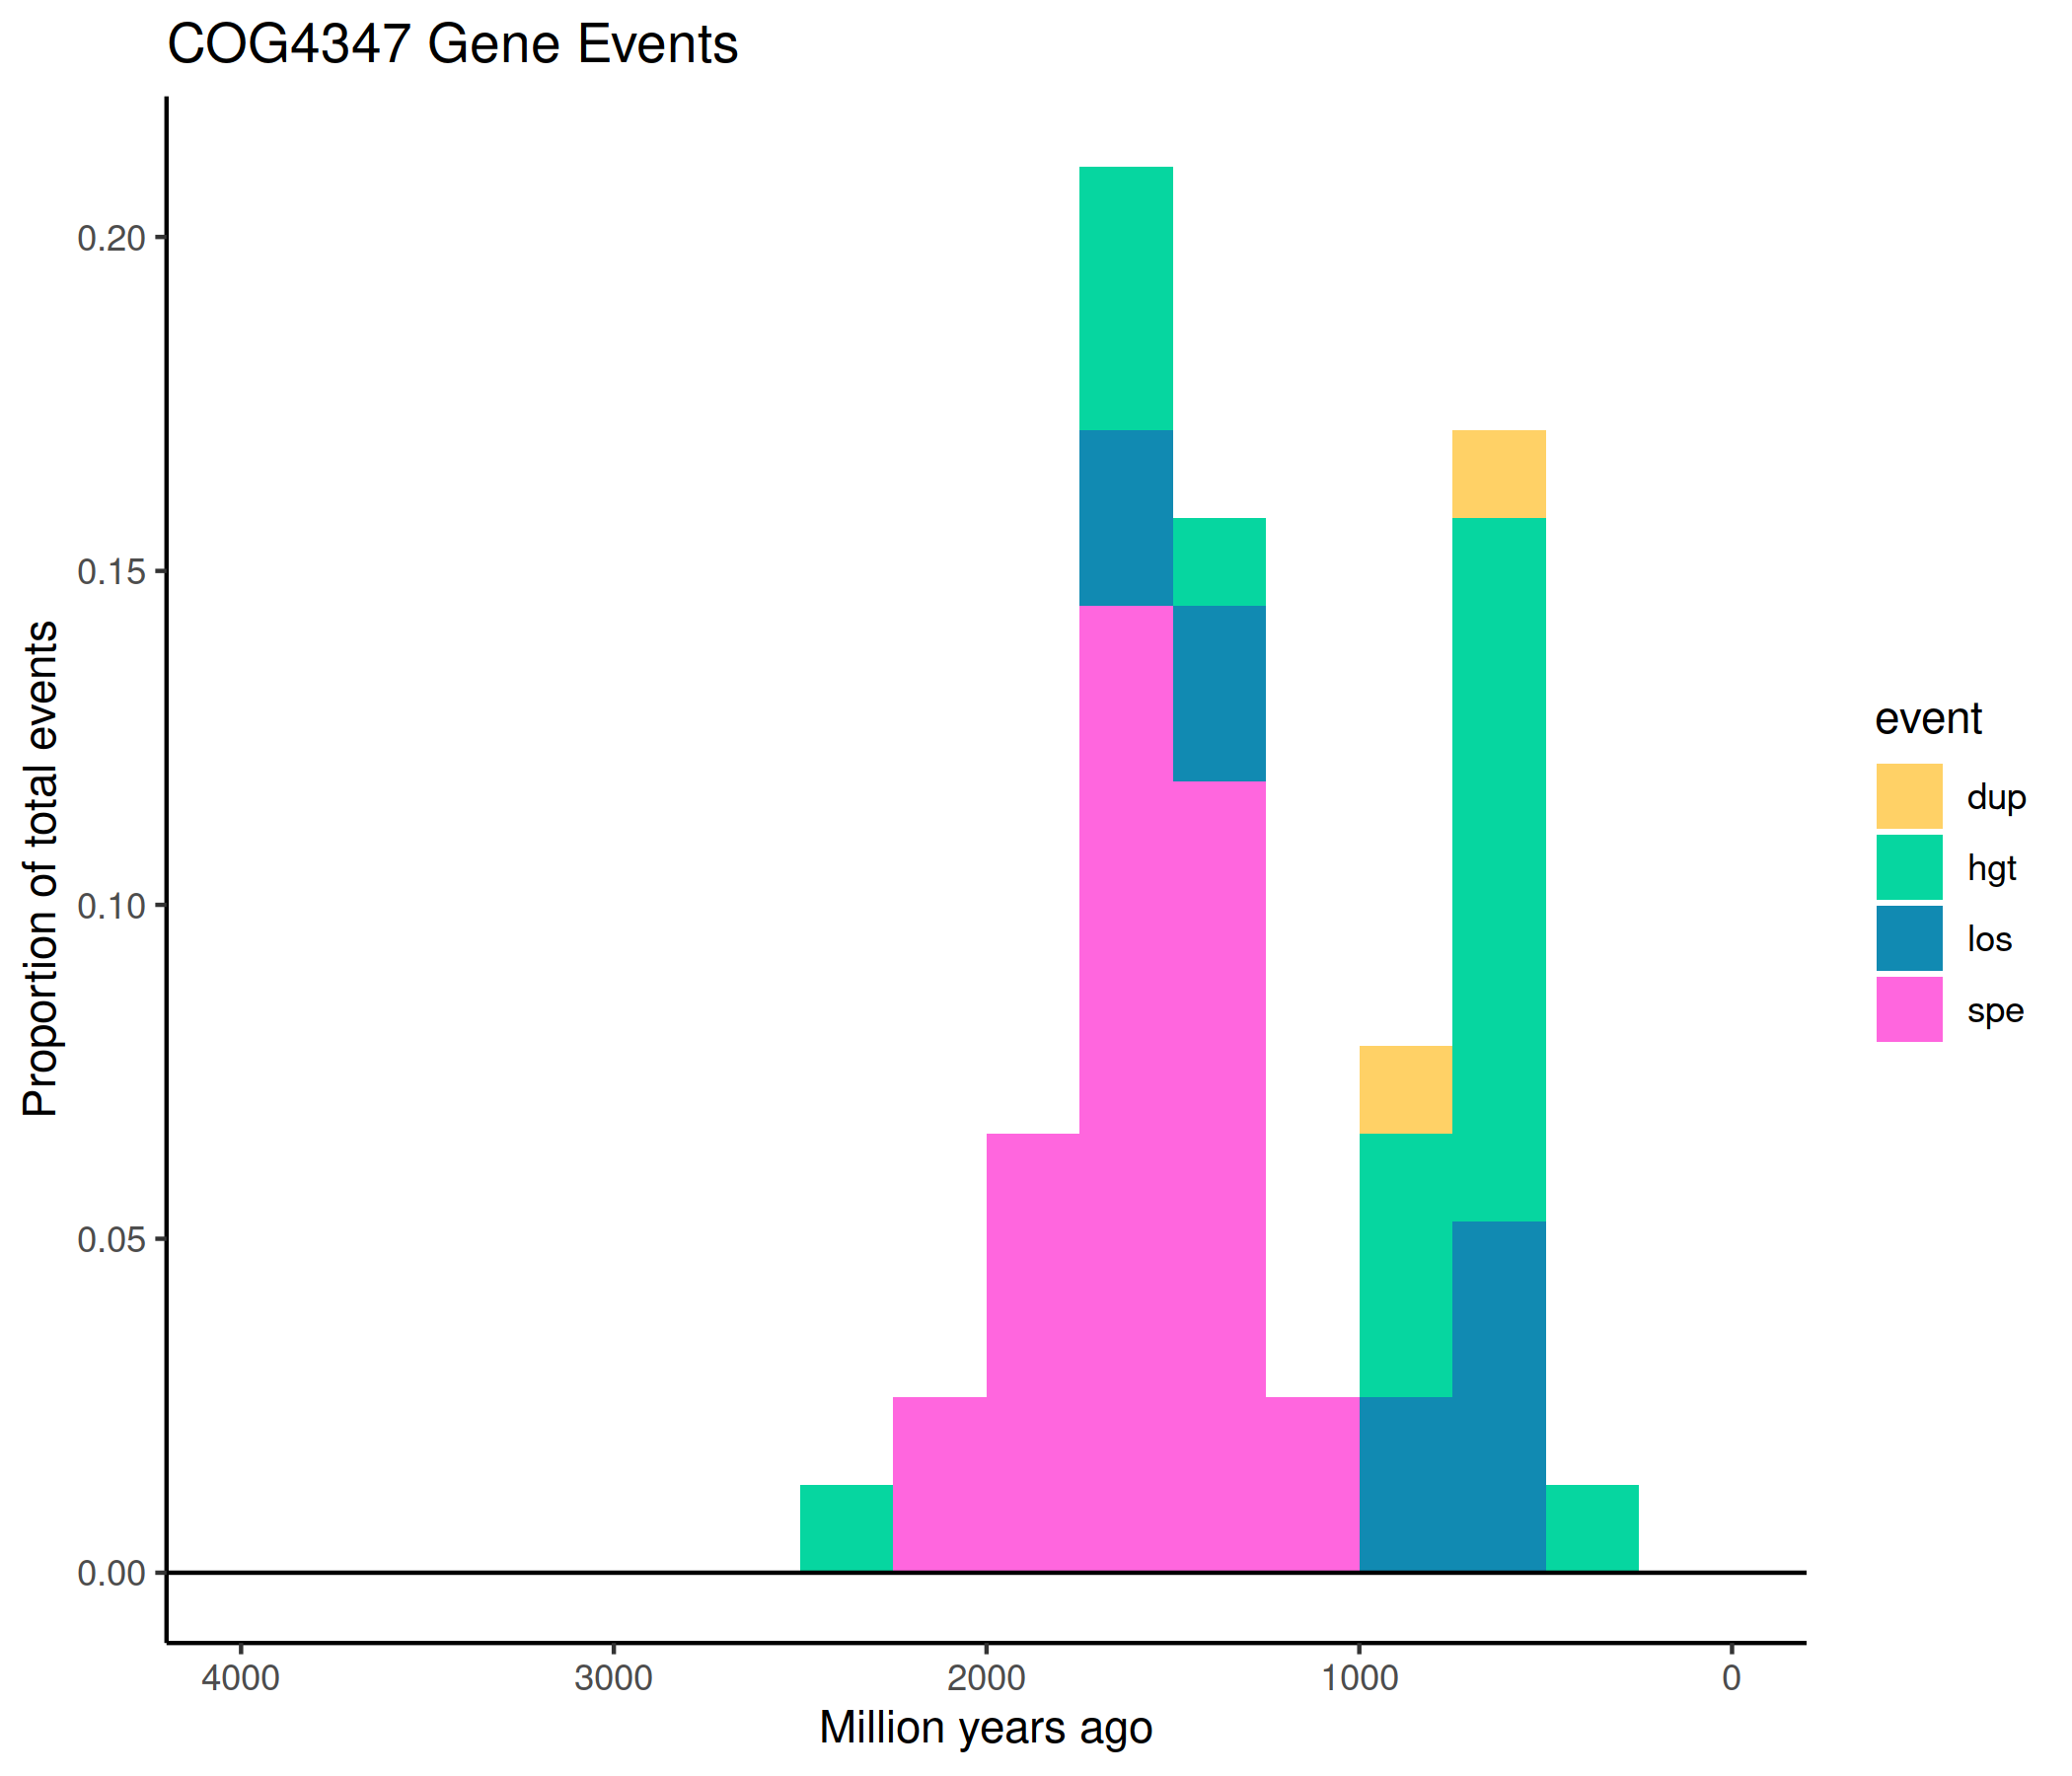 COG4347 Gene Events
Proportion of total events
0.20
0.15
0.10
0.05
0.00
4000 3000 2000 1000 0
Million years ago
event
dup
hgt
los
spe